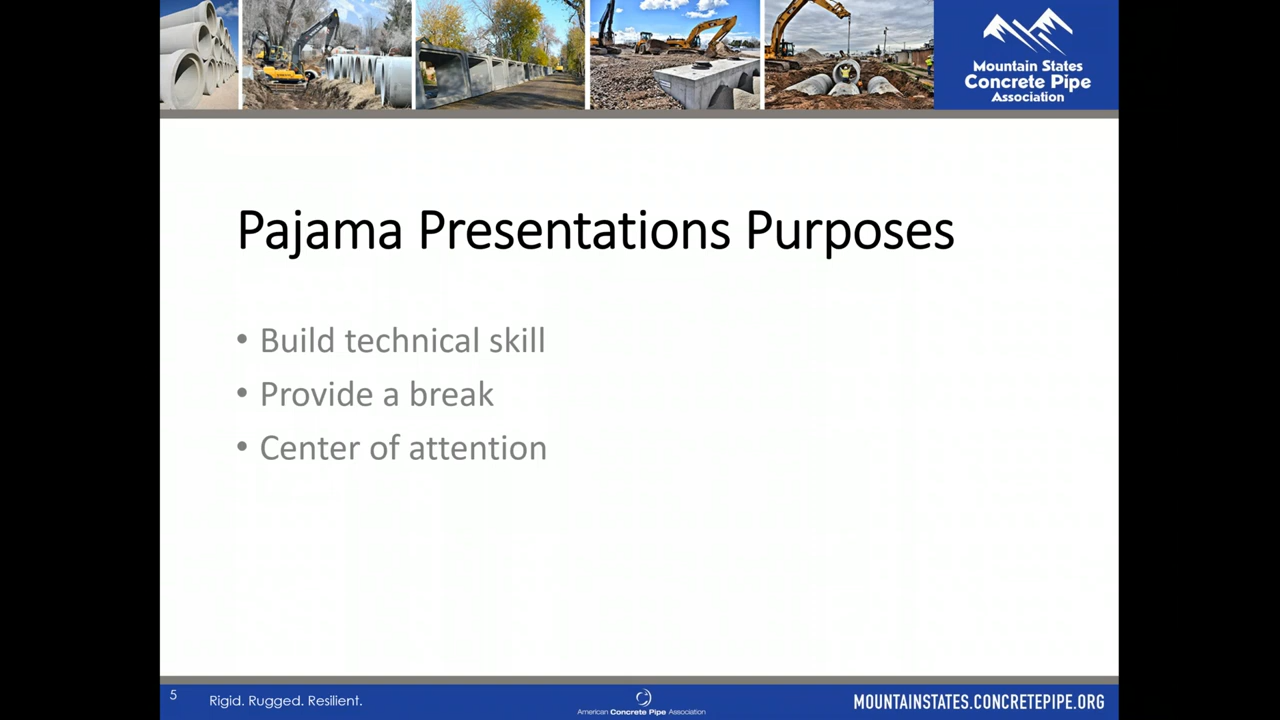 Mountain States
Concrete Pipe
Association
Pajama Presentations Purposes
• Build technical skill
• Provide a break
• Center of attention
5
Rigid. Rugged. Resilient.
American Concrete Pipe Association
MOUNTAINSTATES.CONCRETEPIPE.ORG